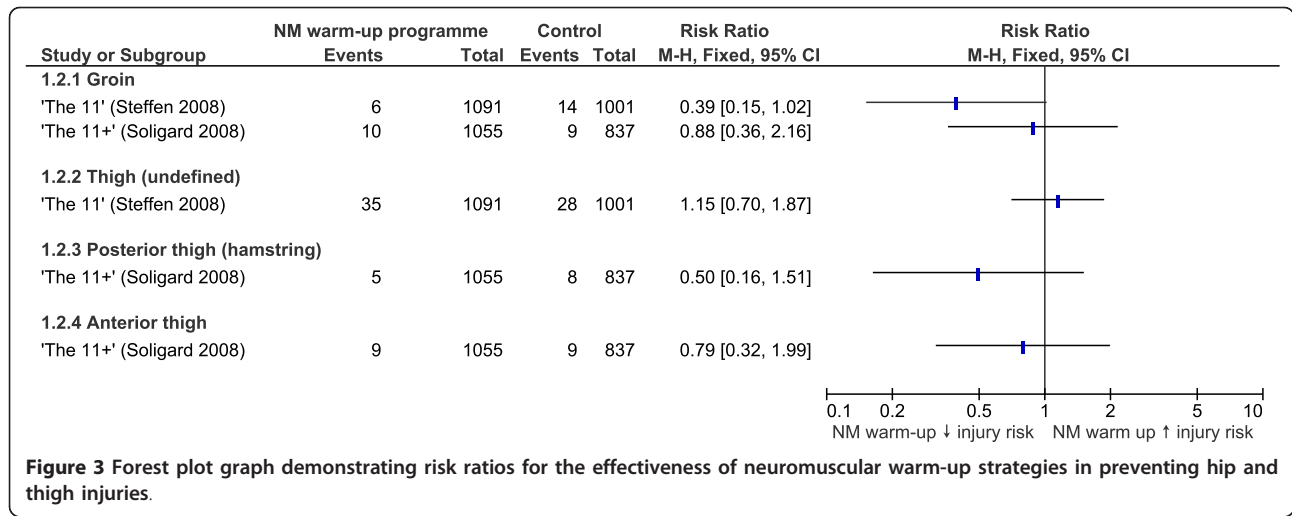 NM warm-up programme Control Risk Ratio Risk Ratio
Study or Subgroup Events Total Events Total M-H, Fixed, 95% CI M-H, Fixed, 95% CI
1.2.1 Groin
'The 11' (Steffen 2008) 6 1091 14 1001 0.39 [0.15, 1.02]
'The 11+' (Soligard 2008) 10 1055 9 837 0.88 [0.36, 2.16]
1.2.2 Thigh (undefined)
'The 11' (Steffen 2008) 35 1091 28 1001 1.15 [0.70, 1.87]
1.2.3 Posterior thigh (hamstring)
'The 11+' (Soligard 2008) 5 1055 8 837 0.50 [0.16, 1.51]
1.2.4 Anterior thigh
'The 11+' (Soligard 2008) 9 1055 9 837 0.79 [0.32, 1.99]
0.1 0.2 0.5 1 2 5 10
NM warm-up ↓ injury risk NM warm up ↑ injury risk
Figure 3 Forest plot graph demonstrating risk ratios for the effectiveness of neuromuscular warm-up strategies in preventing hip and
thigh injuries.